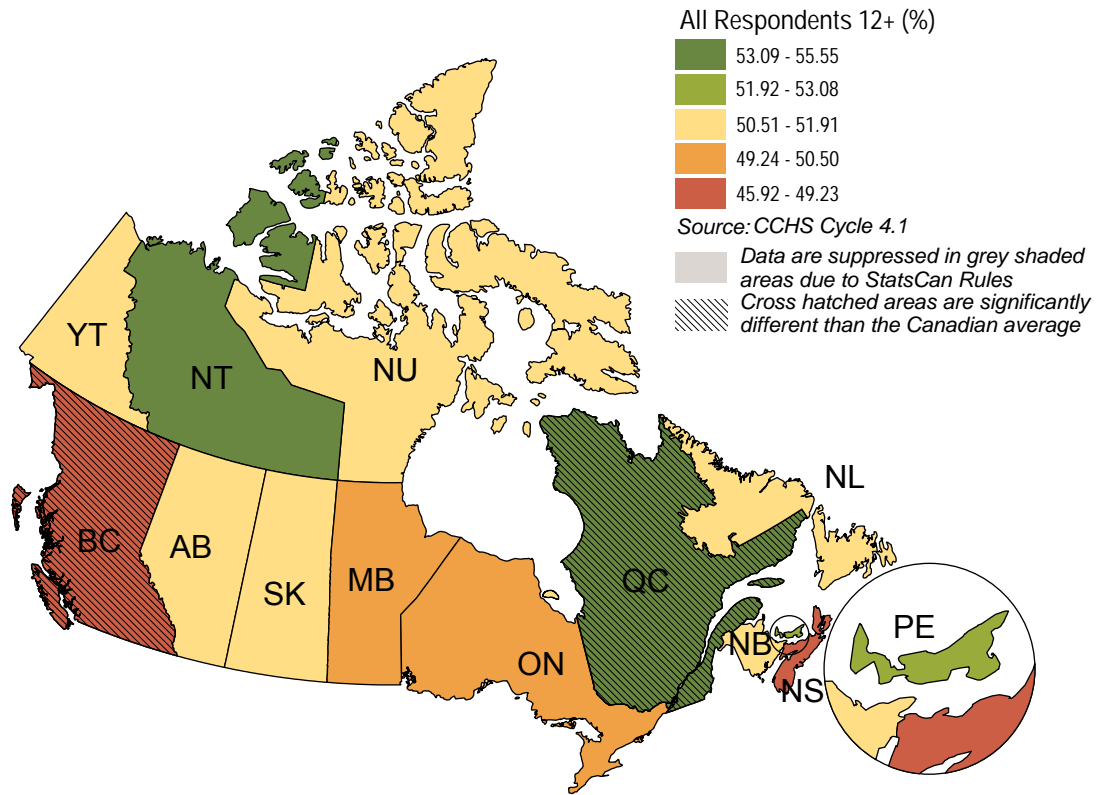 All Respondents 12+ (%)
53.09 - 55.55
51.92 - 53.08
50.51 - 51.91
49.24 - 50.50
45.92 - 49.23
Source: CCHS Cycle 4.1
Data are suppressed in grey shaded
areas due to StatsCan Rules
Cross hatched areas are significantly
different than the Canadian average
YT
NT
NU
NL
BC
AB
SK
MB
ON
QC
NB
NS
PE